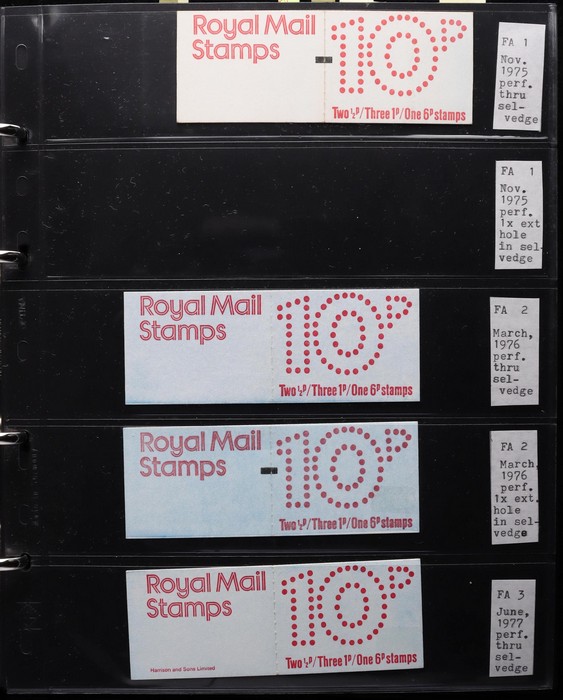 Royal Mail
Stamps
10P
Two ½P/Three 1P/One 6P stamps
FA 1
Nov.
1975
perf.
thru
sel-
vedge
FA 1
Nov.
1975
perf.
1x ext
hole
in sel-
vedge
Royal Mail
Stamps
10P
Two ½P/Three 1P/One 6P stamps
FA 2
March,
1976
perf.
thru
sel-
vedge
Royal Mail
Stamps
10P
Two ½P/Three 1P/One 6P stamps
FA 2
March,
1976
perf.
1x ext.
hole
in sel-
vedge
Royal Mail
Stamps
10P
Harrison and Sons Limited
Two ½P/Three 1P/One 6P stamps
FA 3
June,
1977
perf.
thru
sel-
vedge